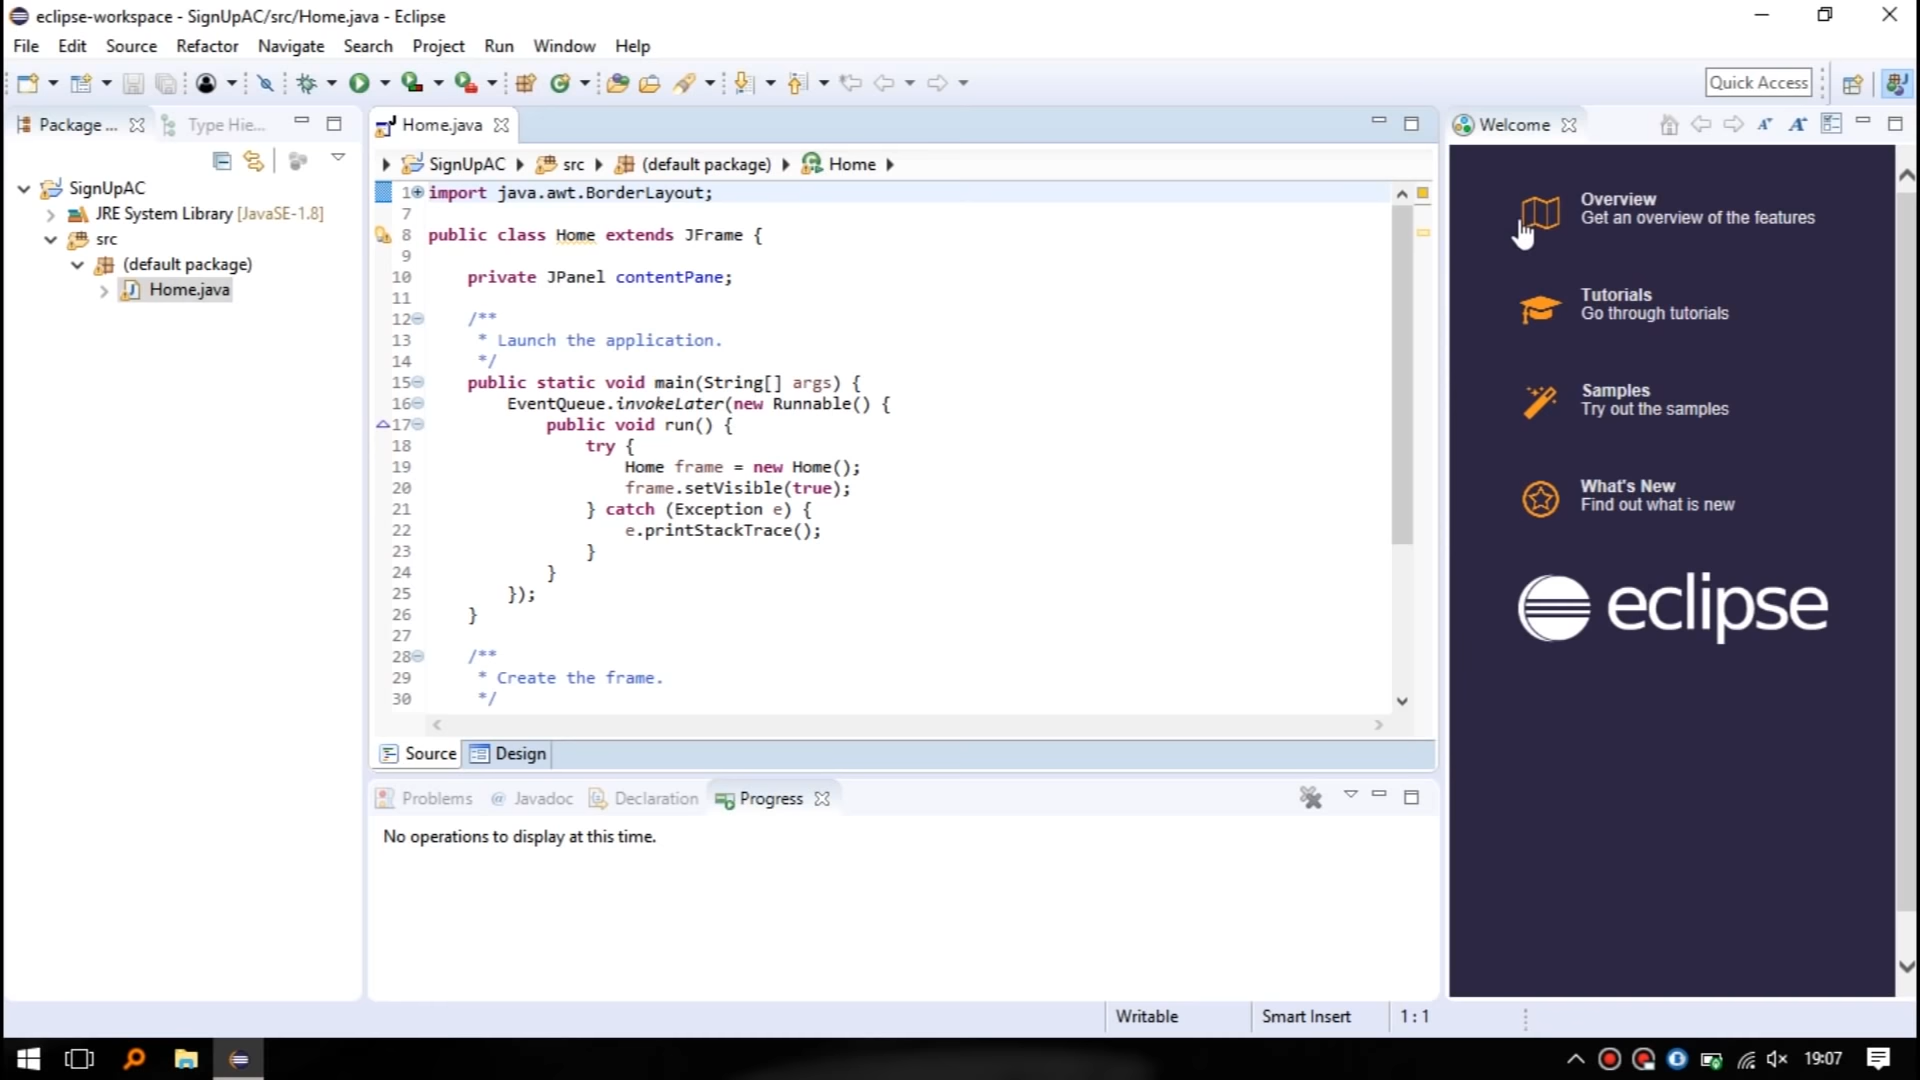 eclipse-workspace - SignUpAC/src/Home.java - Eclipse
File Edit Source Refactor Navigate Search Project Run Window Help
Quick Access
Package ... Type Hie...
SignUpAC
JRE System Library [JavaSE-1.8]
src
(default package)
Home.java
Home.java
SignUpAC src (default package) Home
1 import java.awt.BorderLayout;
7
8 public class Home extends JFrame {
9
10 private JPanel contentPane;
11
12 /**
13 * Launch the application.
14 */
15 public static void main(String[] args) {
16 EventQueue.invokeLater(new Runnable() {
17 public void run() {
18 try {
19 Home frame = new Home();
20 frame.setVisible(true);
21 } catch (Exception e) {
22 e.printStackTrace();
23 }
24 }
25 });
26 }
27
28 /**
29 * Create the frame.
30 */
Source Design
Problems @ Javadoc Declaration Progress
No operations to display at this time.
Welcome
Overview
Get an overview of the features
Tutorials
Go through tutorials
Samples
Try out the samples
What's New
Find out what is new
eclipse
Writable Smart Insert 1 : 1
19:07